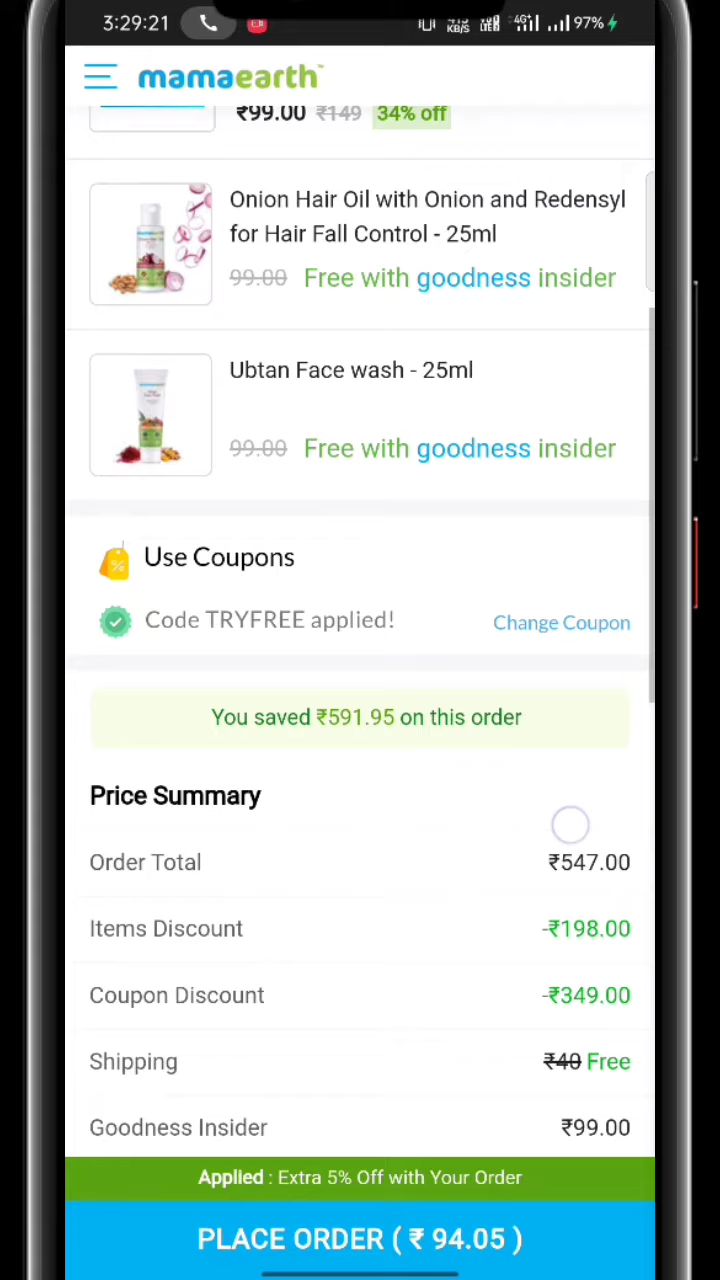 3:29:21 4G 97%
KB/S
mamaearth
₹99.00 ₹149 34% off
Onion Hair Oil with Onion and Redensyl
for Hair Fall Control - 25ml
99.00 Free with goodness insider
Ubtan Face wash - 25ml
99.00 Free with goodness insider
Use Coupons
Code TRYFREE applied!
Change Coupon
You saved ₹591.95 on this order
Price Summary
Order Total ₹547.00
Items Discount -₹198.00
Coupon Discount -₹349.00
Shipping ₹40 Free
Goodness Insider ₹99.00
Applied : Extra 5% Off with Your Order
PLACE ORDER ( ₹ 94.05 )